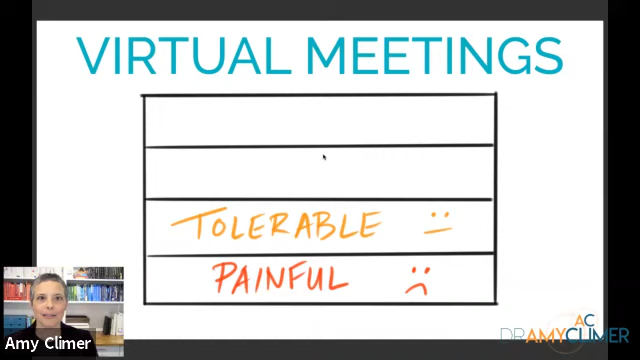 VIRTUAL MEETINGS
TOLERABLE
PAINFUL
Amy Climer
AC
DRAMYCLIMER